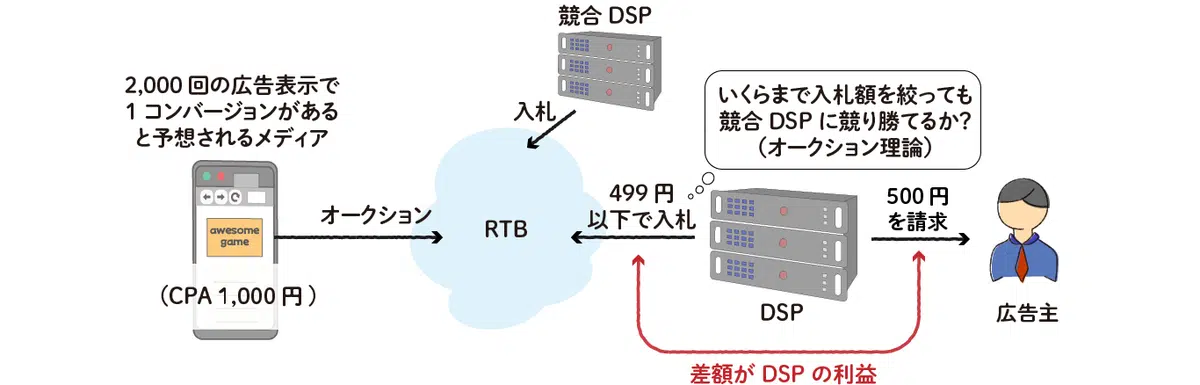 競合 DSP
2,000 回の広告表示で
1 コンバージョンがある
と予想されるメディア
入札
いくらまで入札額を絞っても
競合 DSP に競り勝てるか?
（オークション理論）
awesome
game
オークション
RTB
499 円
以下で入札
500 円
を請求
（CPA 1,000 円 ）
DSP
広告主
差額が DSP の利益